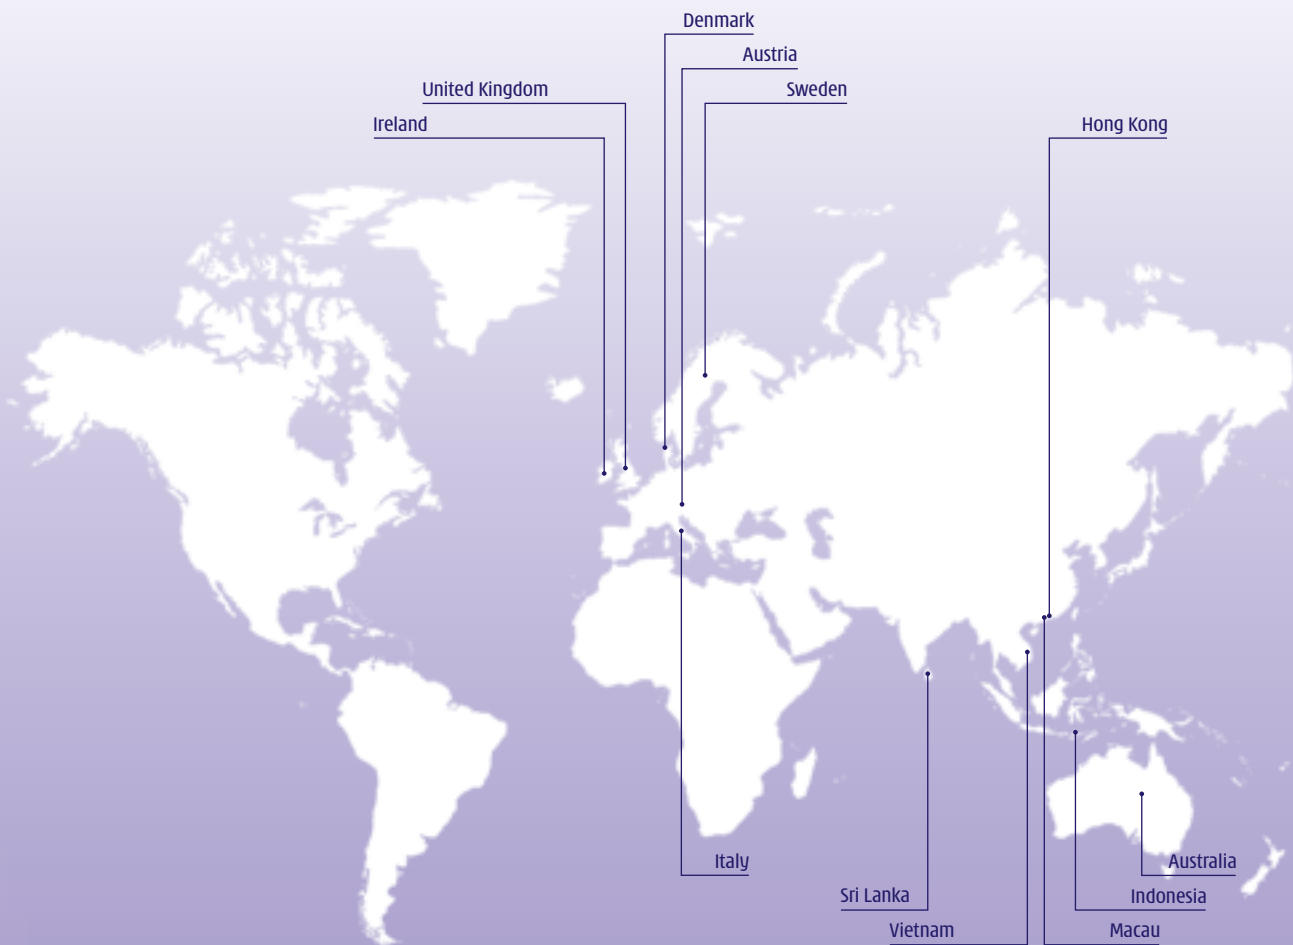 Denmark
Austria
United Kingdom
Sweden
Ireland
Hong Kong
Italy
Australia
Sri Lanka
Indonesia
Vietnam
Macau